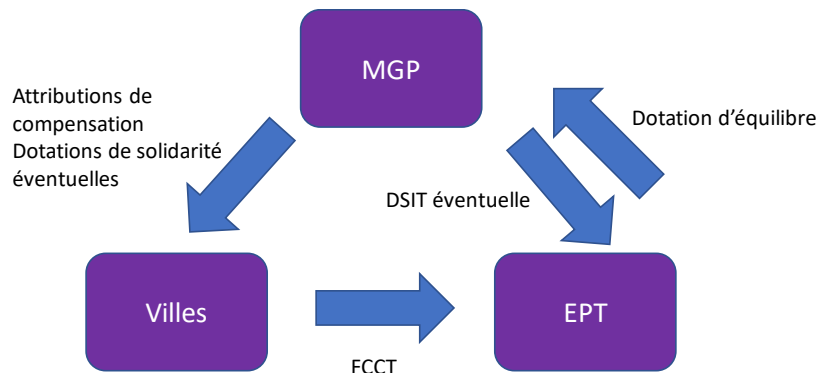 MGP
Attributions de
compensation
Dotations de solidarité
éventuelles
Dotation d’équilibre
DSIT éventuelle
Villes
EPT
FCCT